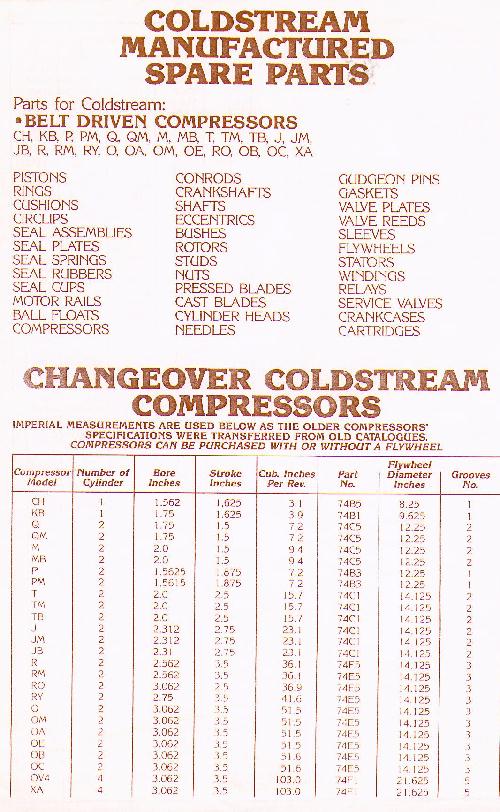 COLDSTREAM
MANUFACTURED
SPARE PARTS
Parts for Coldstream:
•BELT DRIVEN COMPRESSORS
CH, KB, P, PM, Q, QM, M, MB, T, TM, TB, J, JM,
JB, R, RM, RY, O, OA, OM, OE, RO, OB, OC, XA
PISTONS CONRODS GUDGEON PINS
RINGS CRANKSHAFTS GASKETS
CUSHIONS SHAFTS VALVE PLATES
CIRCLIPS ECCENTRICS VALVE REEDS
SEAL ASSEMBLIES BUSHES SLEEVES
SEAL PLATES ROTORS FLYWHEELS
SEAL SPRINGS STUDS STATORS
SEAL RUBBERS NUTS WINDINGS
SEAL CUPS PRESSED BLADES RELAYS
MOTOR RAILS CAST BLADES SERVICE VALVES
BALL FLOATS CYLINDER HEADS CRANKCASES
COMPRESSORS NEEDLES CARTRIDGES
CHANGEOVER COLDSTREAM
COMPRESSORS
IMPERIAL MEASUREMENTS ARE USED BELOW AS THE OLDER COMPRESSORS'
SPECIFICATIONS WERE TRANSFERRED FROM OLD CATALOGUES.
COMPRESSORS CAN BE PURCHASED WITH OR WITHOUT A FLYWHEEL
Compressor Model Number of Cylinder Bore Inches Stroke Inches Cub. Inches Per Rev. Part No. Flywheel Diameter Inches Grooves No.
CH 1 1.562 1.625 3.1 74B5 8.25 1
KB 1 1.75 1.625 3.9 74B1 9.625 1
Q 2 1.75 1.5 7.2 74C5 12.25 2
QM 2 1.75 1.5 7.2 74C5 12.25 2
M 2 2.0 1.5 9.4 74C5 12.25 2
MB 2 2.0 1.5 9.4 74C5 12.25 2
P 2 1.5625 1.875 7.2 74B3 12.25 1
PM 2 1.5615 1.875 7.2 74B3 12.25 1
T 2 2.0 2.5 15.7 74C1 14.125 2
TM 2 2.0 2.5 15.7 74C1 14.125 2
TB 2 2.0 2.5 15.7 74C1 14.125 2
J 2 2.312 2.75 23.1 74C1 14.125 2
JM 2 2.312 2.75 23.1 74C1 14.125 2
JB 2 2.31 2.75 23.1 74C1 14.125 2
R 2 2.562 3.5 36.1 74E5 14.125 3
RM 2 2.562 3.5 36.1 74E5 14.125 3
RO 2 3.062 2.5 36.9 74E5 14.125 3
RY 2 2.75 3.5 41.6 74E5 14.125 3
O 2 3.062 3.5 51.5 74E5 14.125 3
OM 2 3.062 3.5 51.5 74E5 14.125 3
OA 2 3.062 3.5 51.5 74E5 14.125 3
OE 2 3.062 3.5 51.5 74E5 14.125 3
OB 2 3.062 3.5 51.6 74E5 14.125 3
OC 2 3.062 3.5 51.6 74E5 14.125 3
OV4 4 3.062 3.5 103.0 21.625 5
XA 4 3.062 3.5 103.0 21.625 5